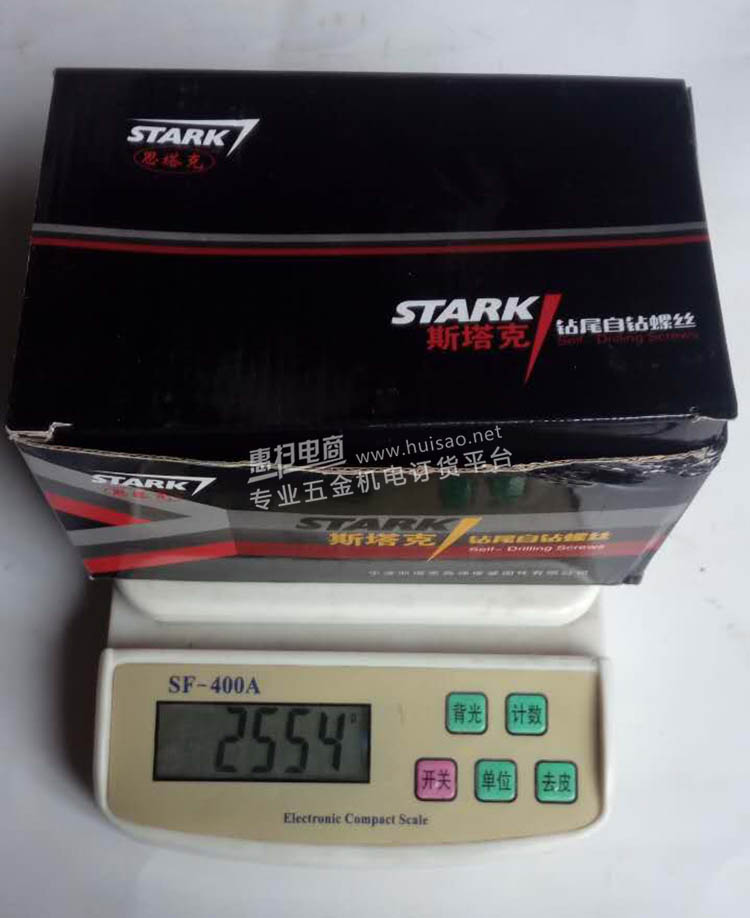 STARK
思塔克
STARK
斯塔克
钻尾自钻螺丝
Self- Drilling Screws
惠扫电商 www.huisao.net
专业五金机电订货平台
STARK
STARK
斯塔克
钻尾自钻螺丝
Self- Drilling Screws
SF-400A
2554 g
背光 计数
开关 单位 去皮
Electronic Compact Scale